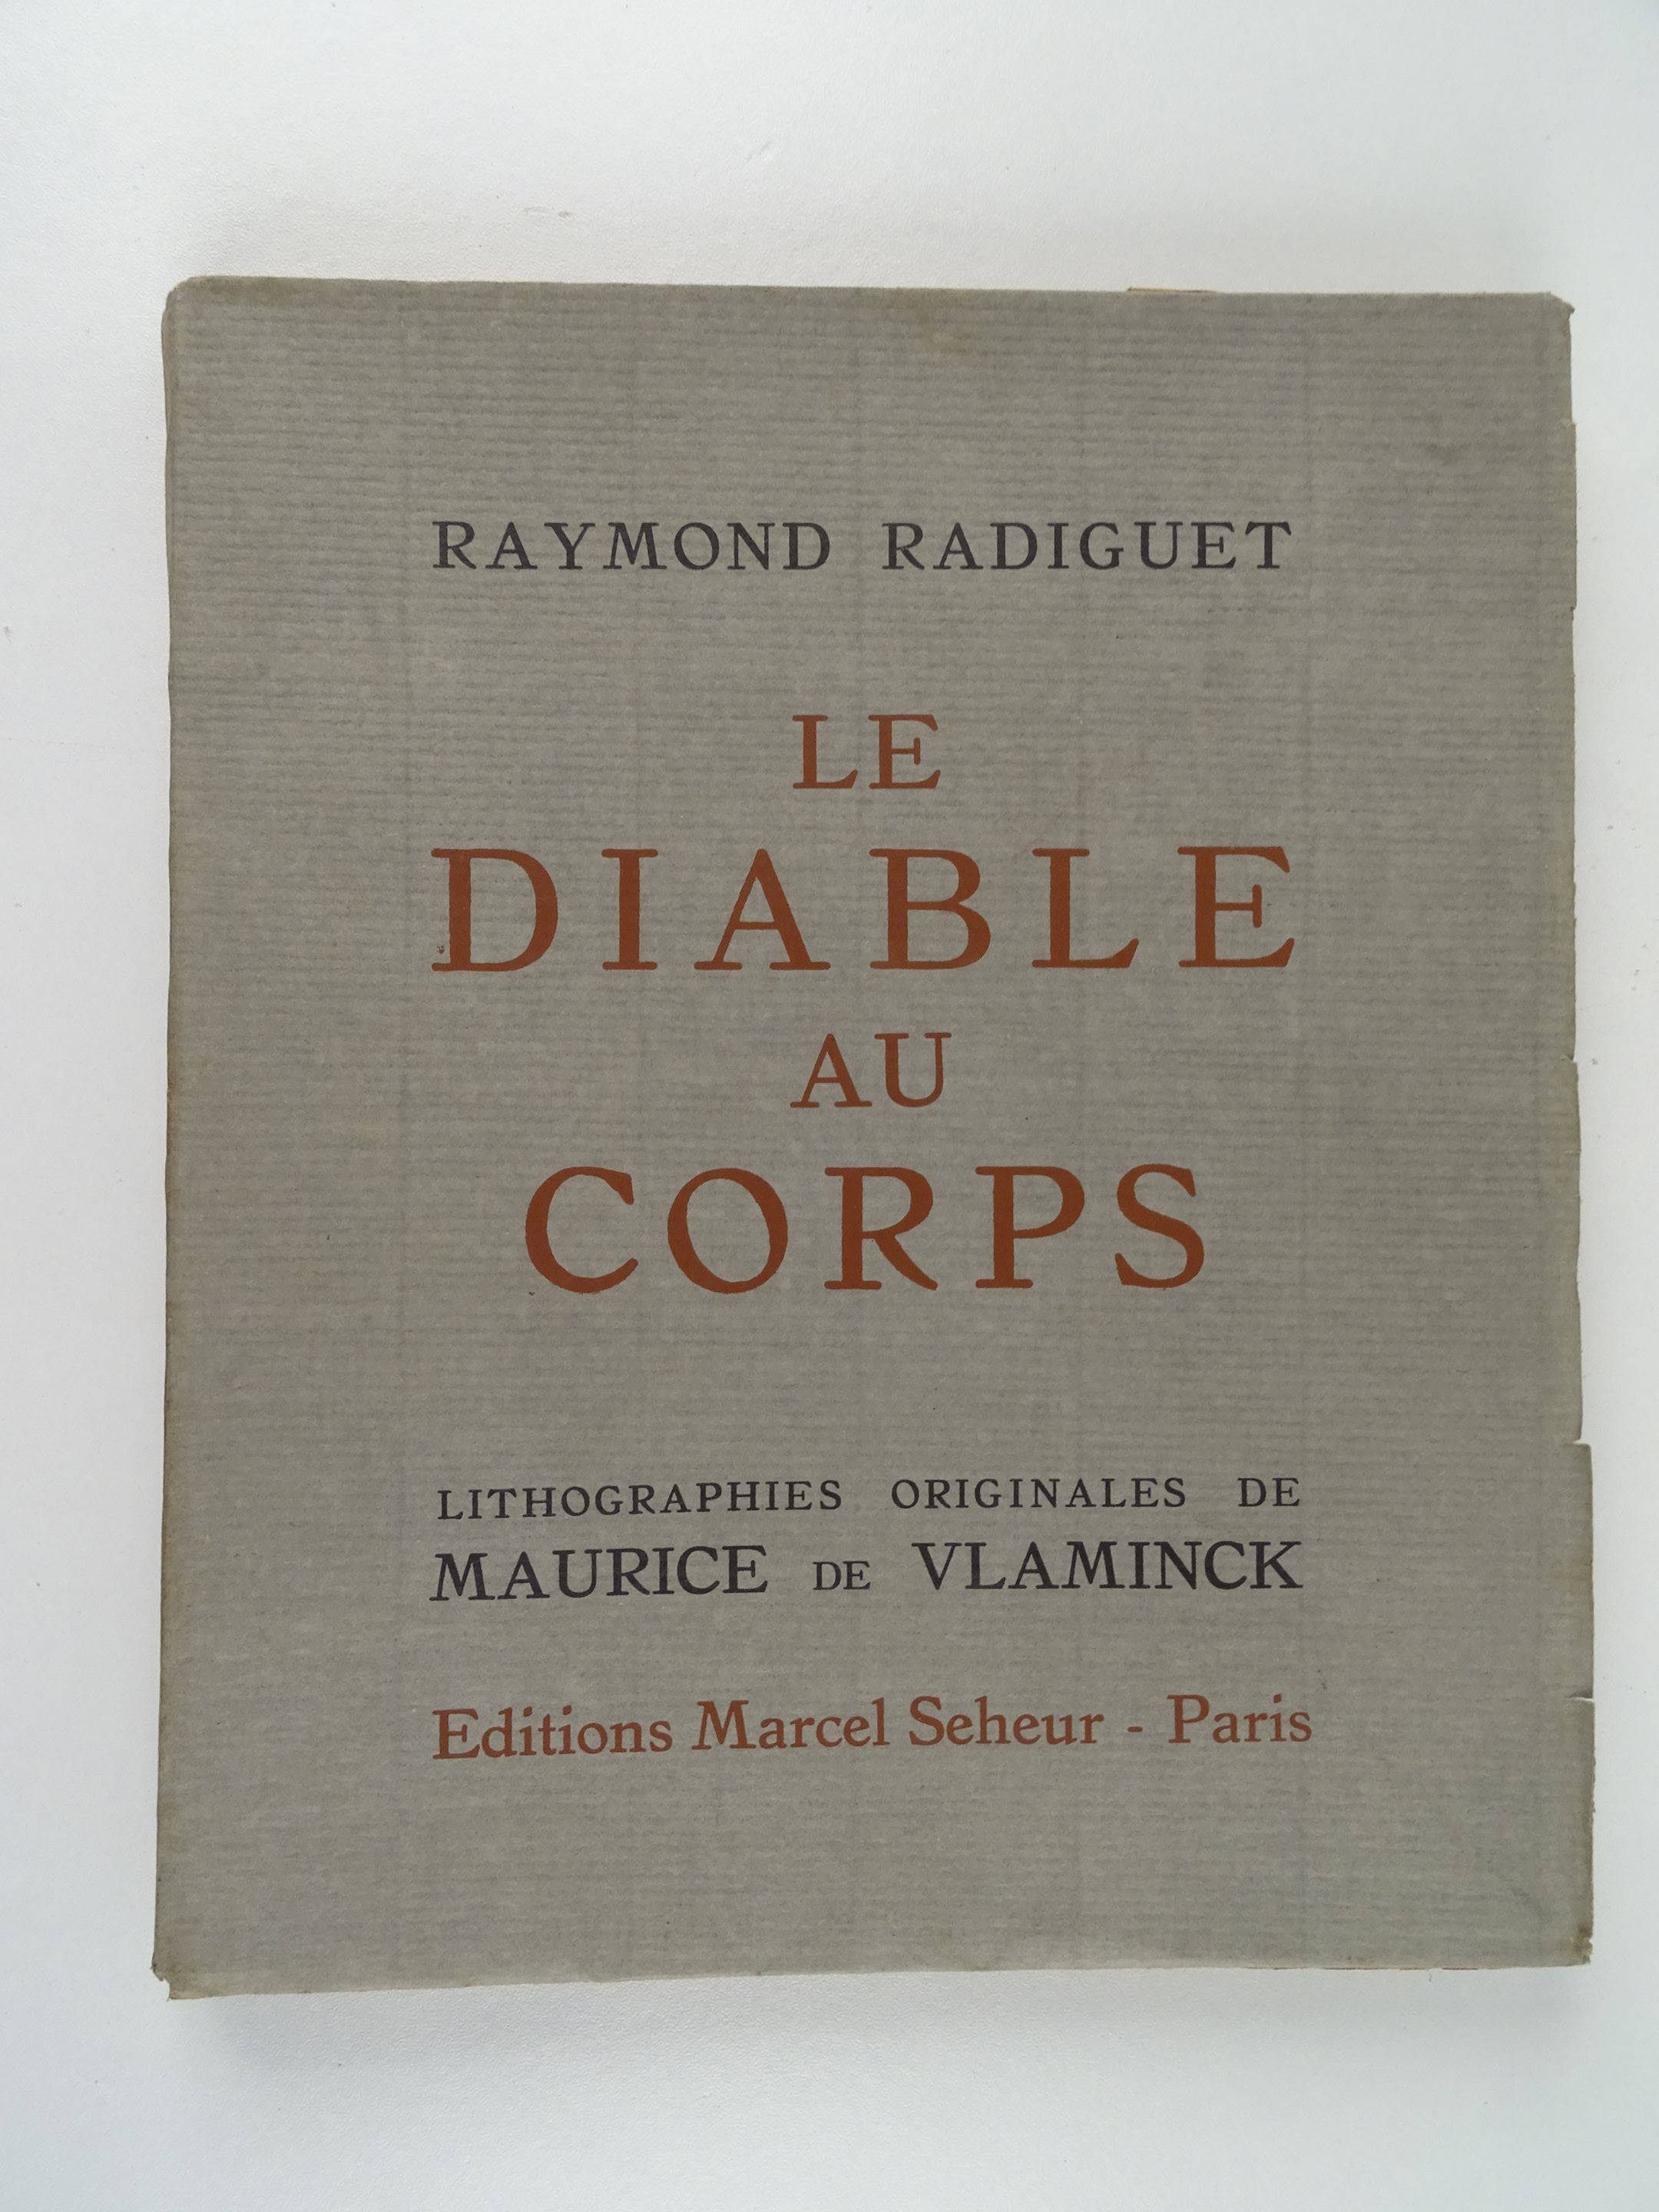 RAYMOND RADIGUET
LE
DIABLE
AU
CORPS
LITHOGRAPHIES ORIGINALES DE
MAURICE DE VLAMINCK
Editions Marcel Seheur - Paris